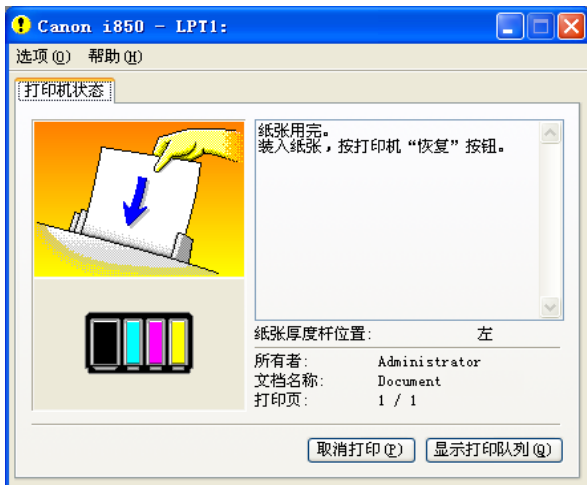 Canon i850 - LPT1:
选项(O) 帮助(H)
打印机状态
纸张用完。
装入纸张，按打印机“恢复”按钮。
纸张厚度杆位置： 左
所有者： Administrator
文档名称： Document
打印页： 1 / 1
取消打印(P) 显示打印队列(Q)